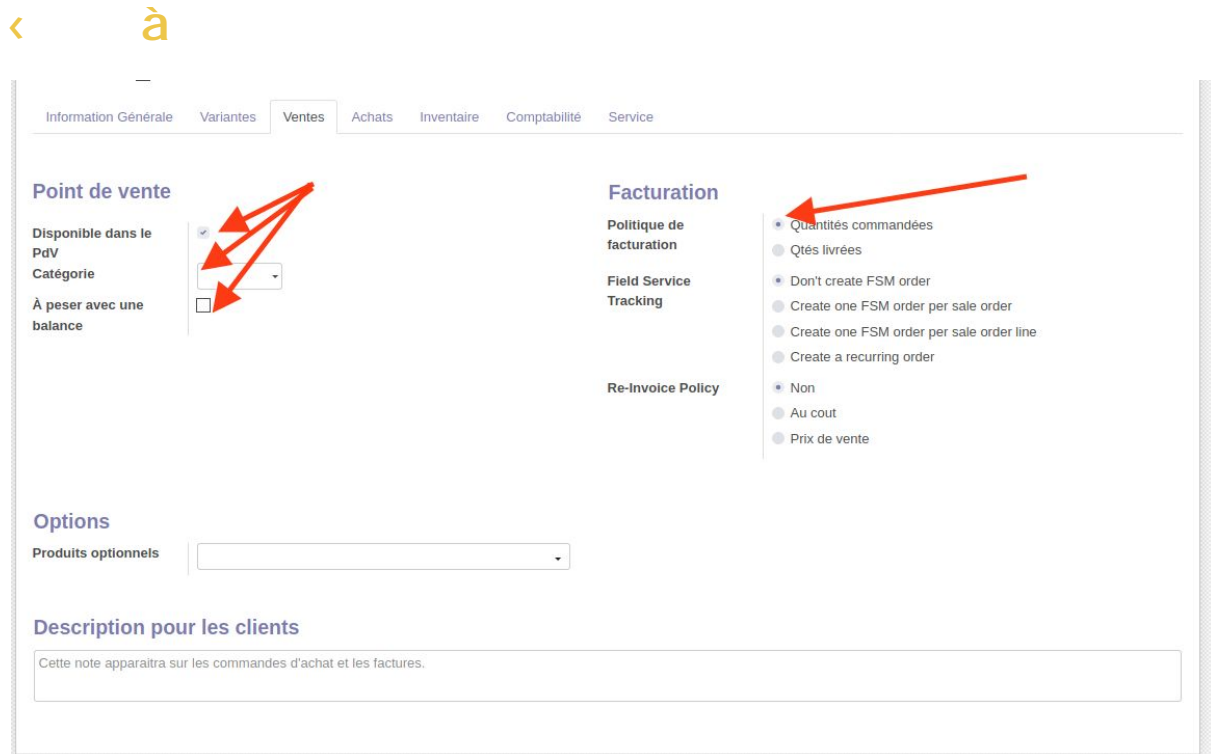 ‹ à
Information Générale Variantes Ventes Achats Inventaire Comptabilité Service
Point de vente
Disponible dans le
PdV
Catégorie
À peser avec une
balance
Facturation
Politique de
facturation
Quantités commandées
Qtés livrées
Field Service
Tracking
Don't create FSM order
Create one FSM order per sale order
Create one FSM order per sale order line
Create a recurring order
Re-Invoice Policy
Non
Au cout
Prix de vente
Options
Produits optionnels
Description pour les clients
Cette note apparaitra sur les commandes d'achat et les factures.